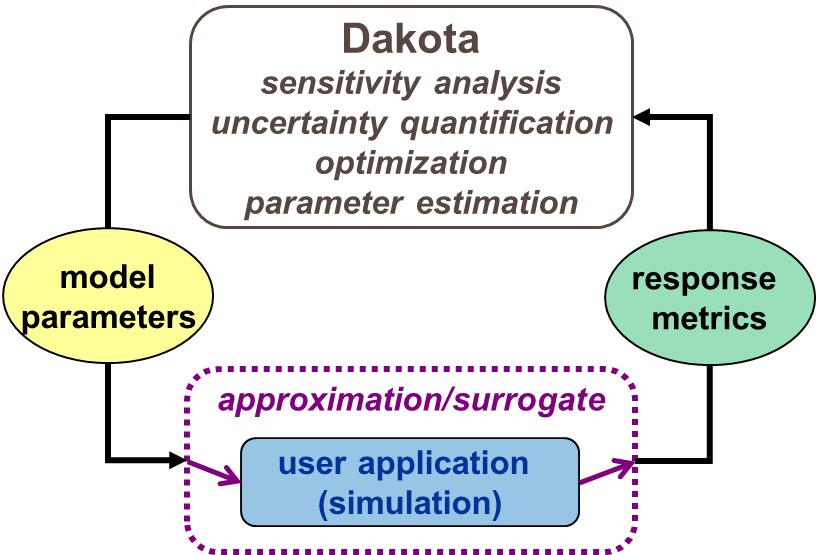 Dakota
sensitivity analysis
uncertainty quantification
optimization
parameter estimation
model
parameters
response
metrics
approximation/surrogate
user application
(simulation)